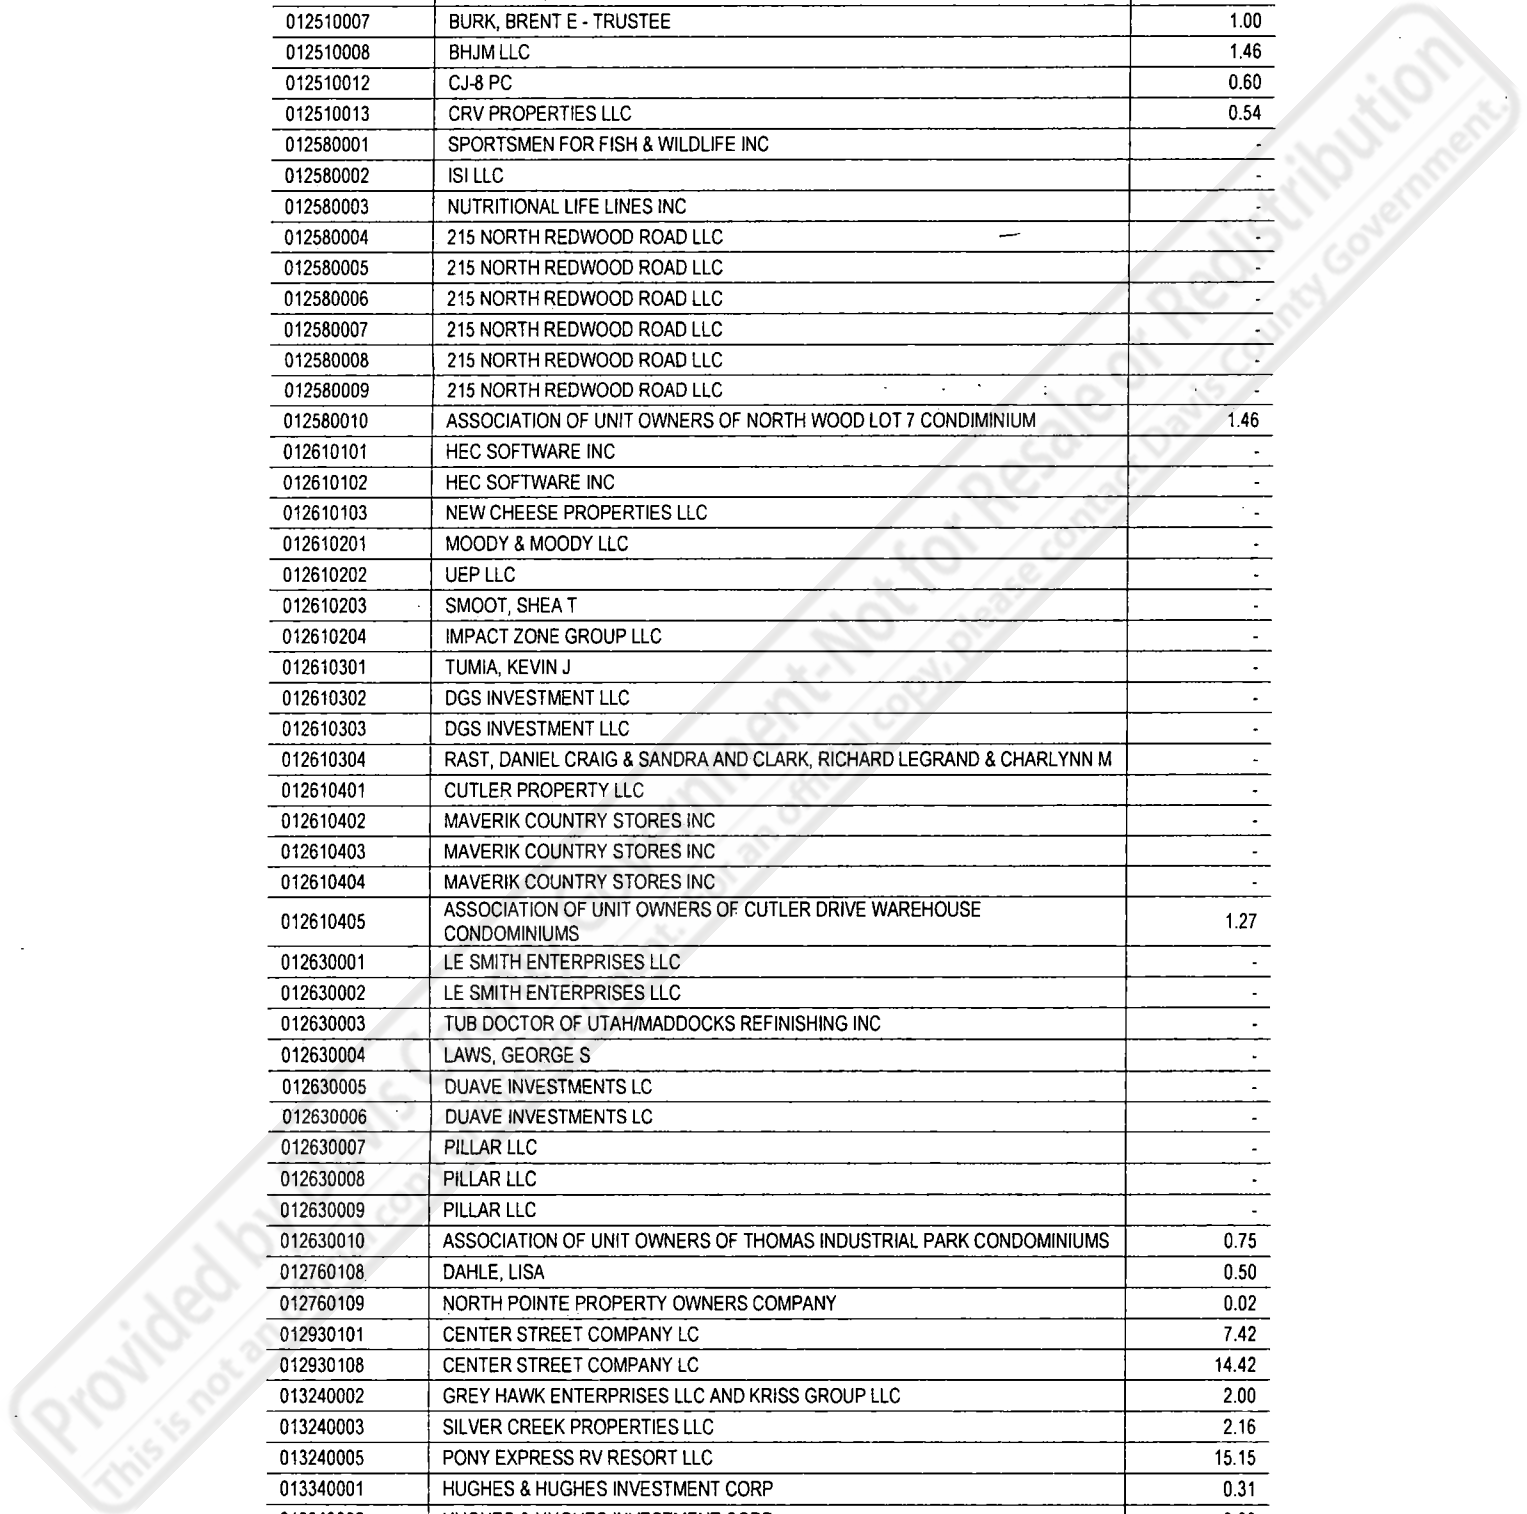 012510007 BURK, BRENT E - TRUSTEE 1.00
012510008 BHJM LLC 1.46
012510012 CJ-8 PC 0.60
012510013 CRV PROPERTIES LLC 0.54
012580001 SPORTSMEN FOR FISH & WILDLIFE INC -
012580002 ISI LLC -
012580003 NUTRITIONAL LIFE LINES INC -
012580004 215 NORTH REDWOOD ROAD LLC -
012580005 215 NORTH REDWOOD ROAD LLC -
012580006 215 NORTH REDWOOD ROAD LLC -
012580007 215 NORTH REDWOOD ROAD LLC -
012580008 215 NORTH REDWOOD ROAD LLC -
012580009 215 NORTH REDWOOD ROAD LLC -
012580010 ASSOCIATION OF UNIT OWNERS OF NORTH WOOD LOT 7 CONDIMINIUM 1.46
012610101 HEC SOFTWARE INC -
012610102 HEC SOFTWARE INC -
012610103 NEW CHEESE PROPERTIES LLC -
012610201 MOODY & MOODY LLC -
012610202 UEP LLC -
012610203 SMOOT, SHEA T -
012610204 IMPACT ZONE GROUP LLC -
012610301 TUMIA, KEVIN J -
012610302 DGS INVESTMENT LLC -
012610303 DGS INVESTMENT LLC -
012610304 RAST, DANIEL CRAIG & SANDRA AND CLARK, RICHARD LEGRAND & CHARLYNN M -
012610401 CUTLER PROPERTY LLC -
012610402 MAVERIK COUNTRY STORES INC -
012610403 MAVERIK COUNTRY STORES INC -
012610404 MAVERIK COUNTRY STORES INC -
012610405 ASSOCIATION OF UNIT OWNERS OF CUTLER DRIVE WAREHOUSE
CONDOMINIUMS 1.27
012630001 LE SMITH ENTERPRISES LLC -
012630002 LE SMITH ENTERPRISES LLC -
012630003 TUB DOCTOR OF UTAH/MADDOCKS REFINISHING INC -
012630004 LAWS, GEORGE S -
012630005 DUAVE INVESTMENTS LC -
012630006 DUAVE INVESTMENTS LC -
012630007 PILLAR LLC -
012630008 PILLAR LLC -
012630009 PILLAR LLC -
012630010 ASSOCIATION OF UNIT OWNERS OF THOMAS INDUSTRIAL PARK CONDOMINIUMS 0.75
012760108 DAHLE, LISA 0.50
012760109 NORTH POINTE PROPERTY OWNERS COMPANY 0.02
012930101 CENTER STREET COMPANY LC 7.42
012930108 CENTER STREET COMPANY LC 14.42
013240002 GREY HAWK ENTERPRISES LLC AND KRISS GROUP LLC 2.00
013240003 SILVER CREEK PROPERTIES LLC 2.16
013240005 PONY EXPRESS RV RESORT LLC 15.15
013340001 HUGHES & HUGHES INVESTMENT CORP 0.31
Provided by Davis County Government-Not for Resale or Redistribution
This is not an official copy of this document. For an official copy, please contact Davis County Government.